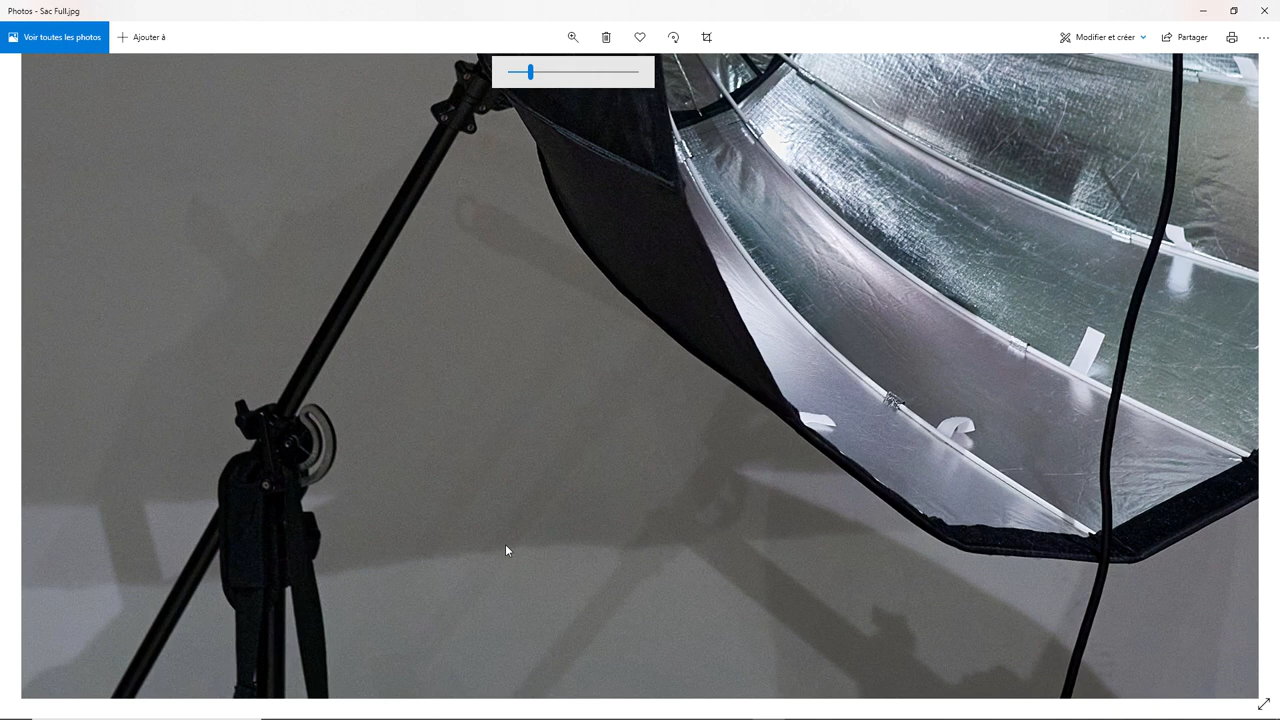 Photos - Sac Full.jpg
Voir toutes les photos
Ajouter à
Modifier et créer
Partager